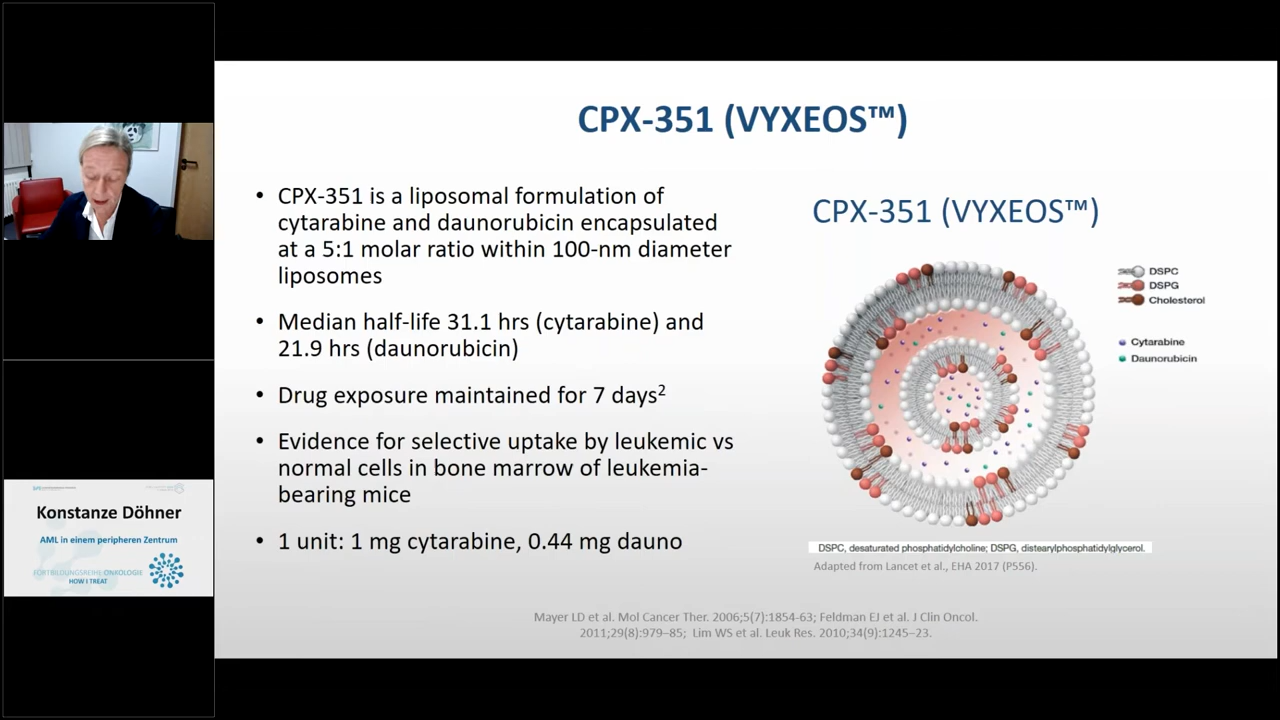 CPX-351 (VYXEOS™)
• CPX-351 is a liposomal formulation of
cytarabine and daunorubicin encapsulated
at a 5:1 molar ratio within 100-nm diameter
liposomes
• Median half-life 31.1 hrs (cytarabine) and
21.9 hrs (daunorubicin)
• Drug exposure maintained for 7 days²
• Evidence for selective uptake by leukemic vs
normal cells in bone marrow of leukemia-
bearing mice
• 1 unit: 1 mg cytarabine, 0.44 mg dauno
CPX-351 (VYXEOS™)
DSPC
DSPG
Cholesterol
Cytarabine
Daunorubicin
DSPC, desaturated phosphatidylcholine; DSPG, distearylphosphatidylglycerol.
Adapted from Lancet et al., EHA 2017 (P556).
Mayer LD et al. Mol Cancer Ther. 2006;5(7):1854-63; Feldman EJ et al. J Clin Oncol.
2011;29(8):979–85; Lim WS et al. Leuk Res. 2010;34(9):1245–23.
Konstanze Döhner
AML in einem peripheren Zentrum
FORTBILDUNGSREIHE-ONKOLOGIE
HOW I TREAT